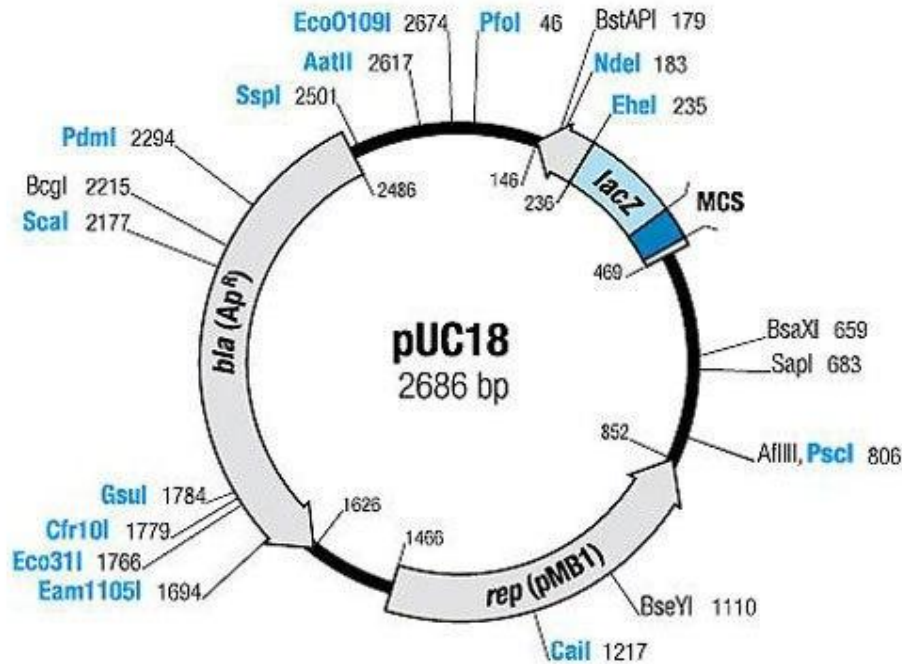 EcoO109I 2674
PfoI 46
BstAPI 179
AatII 2617
NdeI 183
SspI 2501
EheI 235
PdmI 2294
BcgI 2215
ScaI 2177
2486
146
236
lacZ
MCS
469
bla (ApR)
pUC18
2686 bp
BsaXI 659
SapI 683
852
AflIII, PscI 806
GsuI 1784
Cfr10I 1779
Eco31I 1766
Eam1105I 1694
1626
1466
rep (pMB1)
BseYI 1110
CaiI 1217